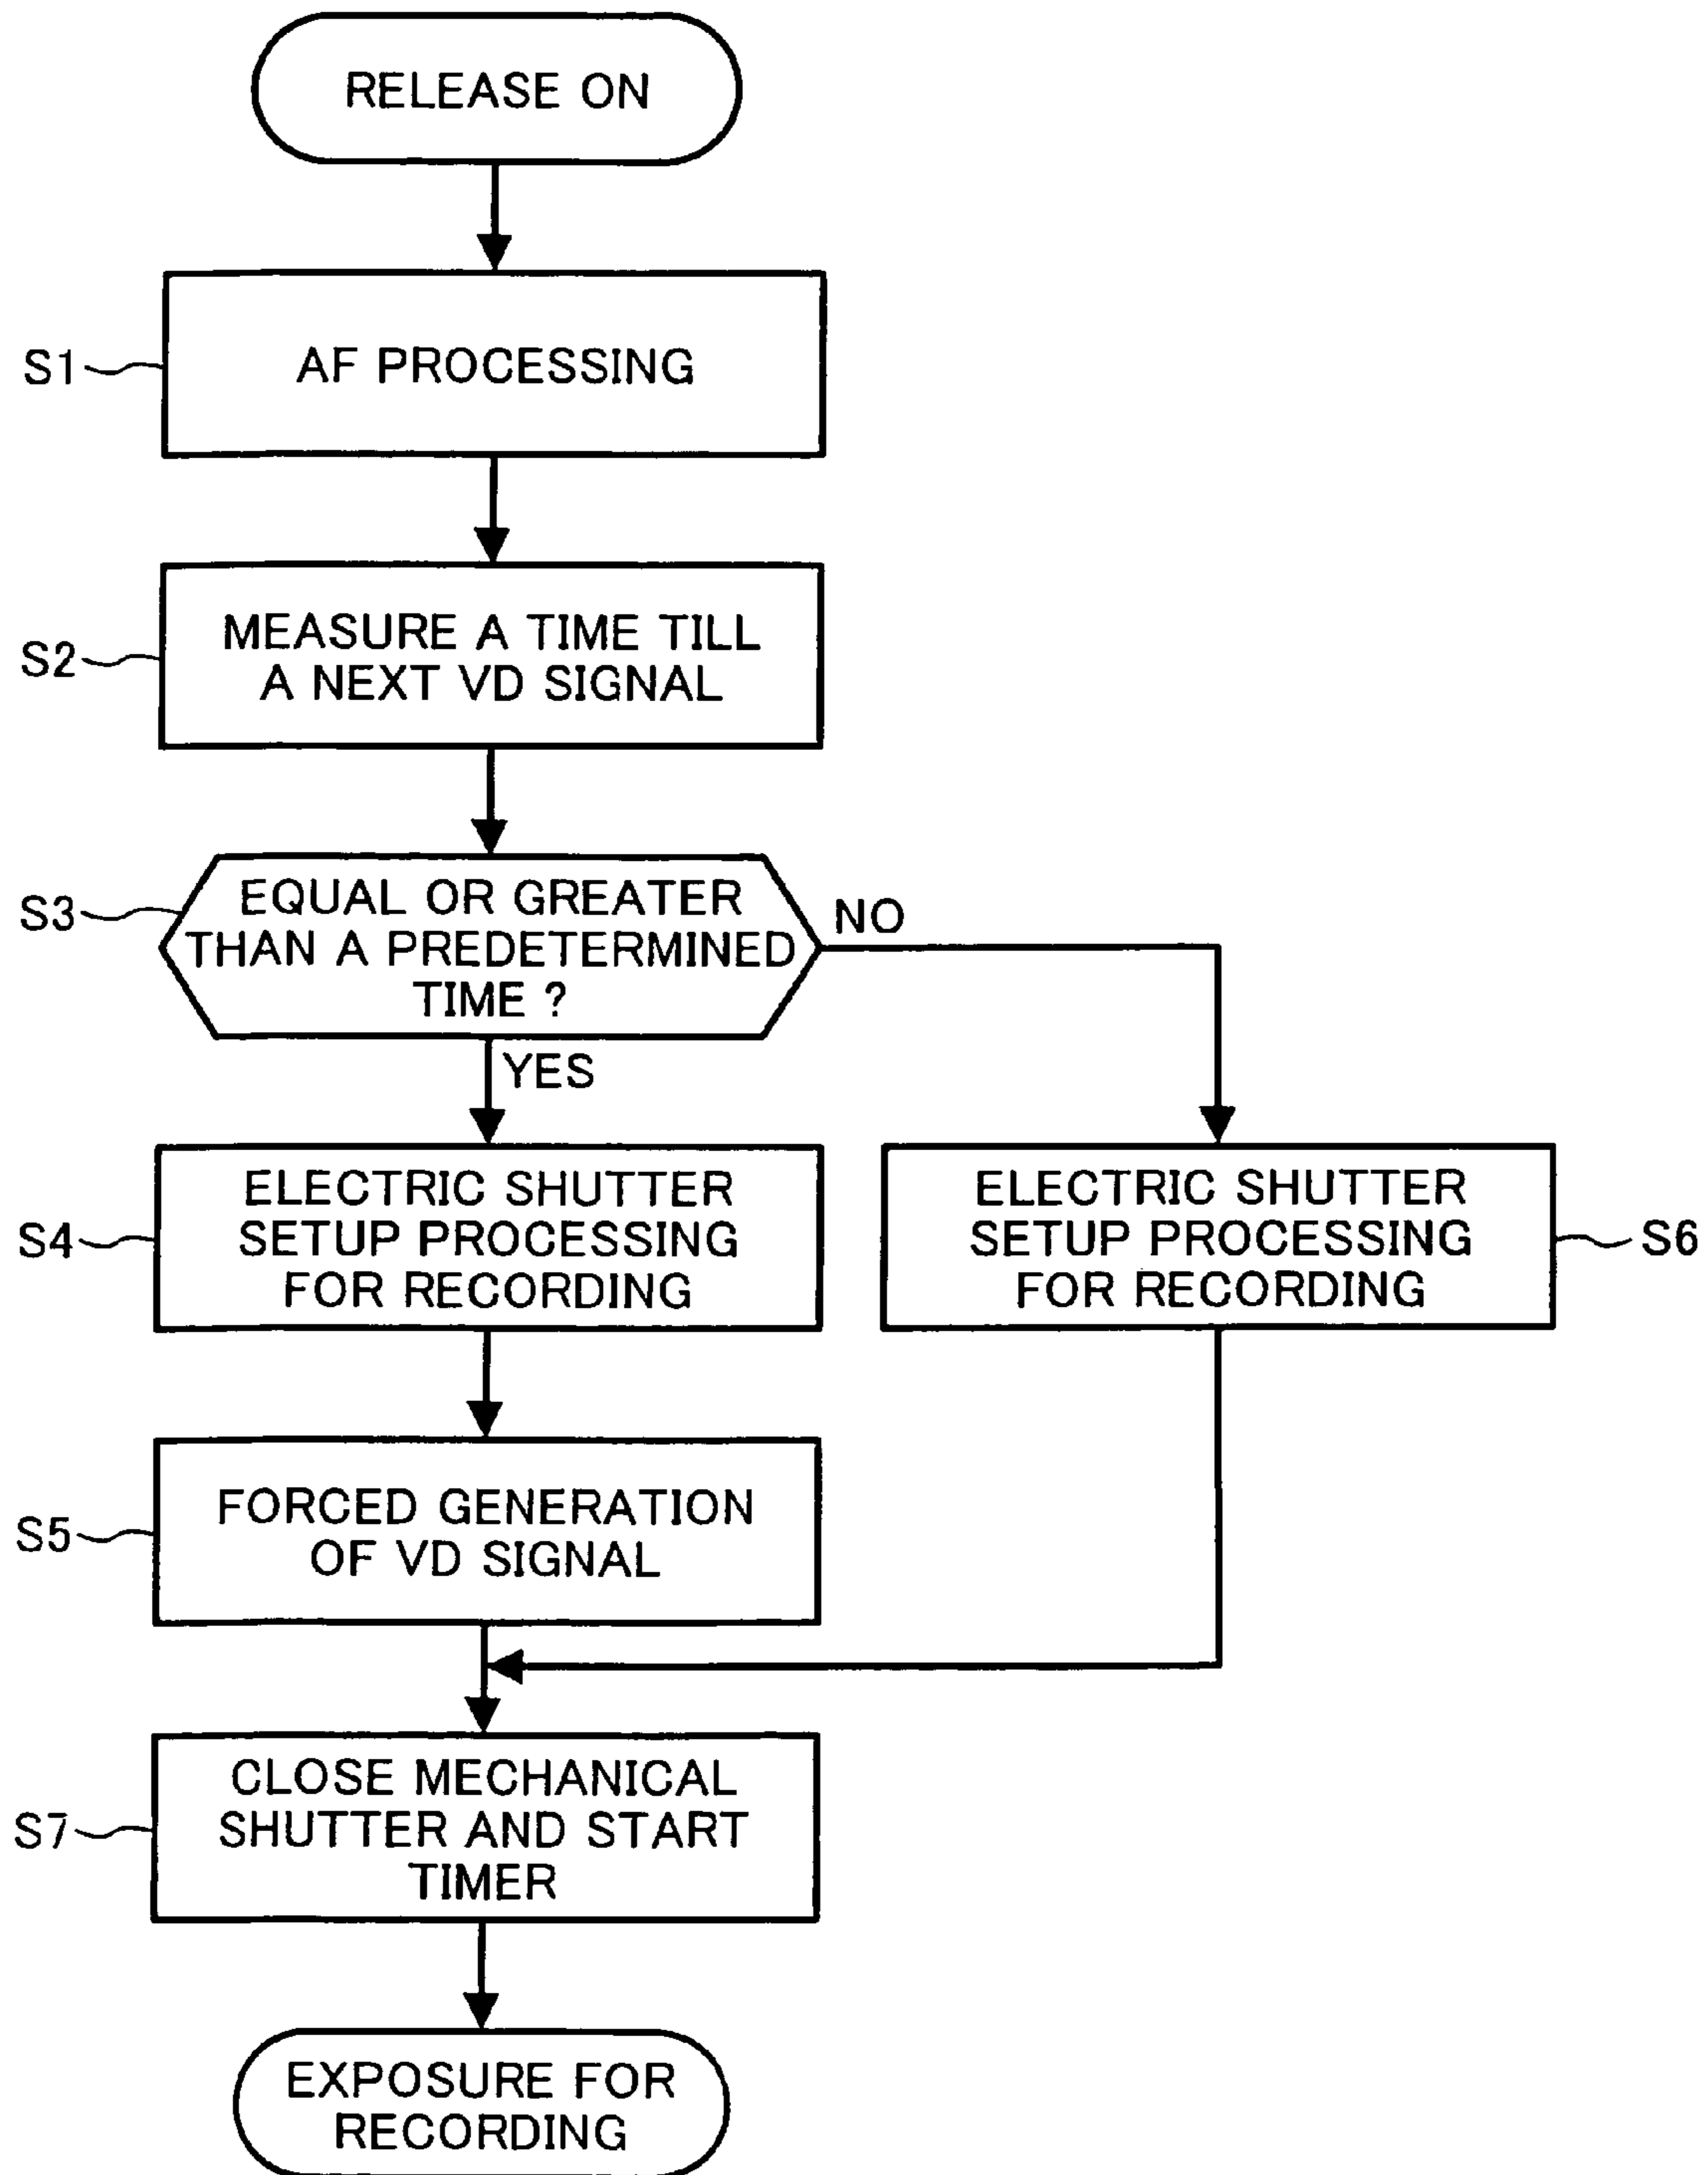 RELEASE ON
S1
AF PROCESSING
S2
MEASURE A TIME TILL
A NEXT VD SIGNAL
S3
EQUAL OR GREATER
THAN A PREDETERMINED
TIME ?
NO
YES
S4
ELECTRIC SHUTTER
SETUP PROCESSING
FOR RECORDING
ELECTRIC SHUTTER
SETUP PROCESSING
FOR RECORDING
S6
S5
FORCED GENERATION
OF VD SIGNAL
S7
CLOSE MECHANICAL
SHUTTER AND START
TIMER
EXPOSURE FOR
RECORDING